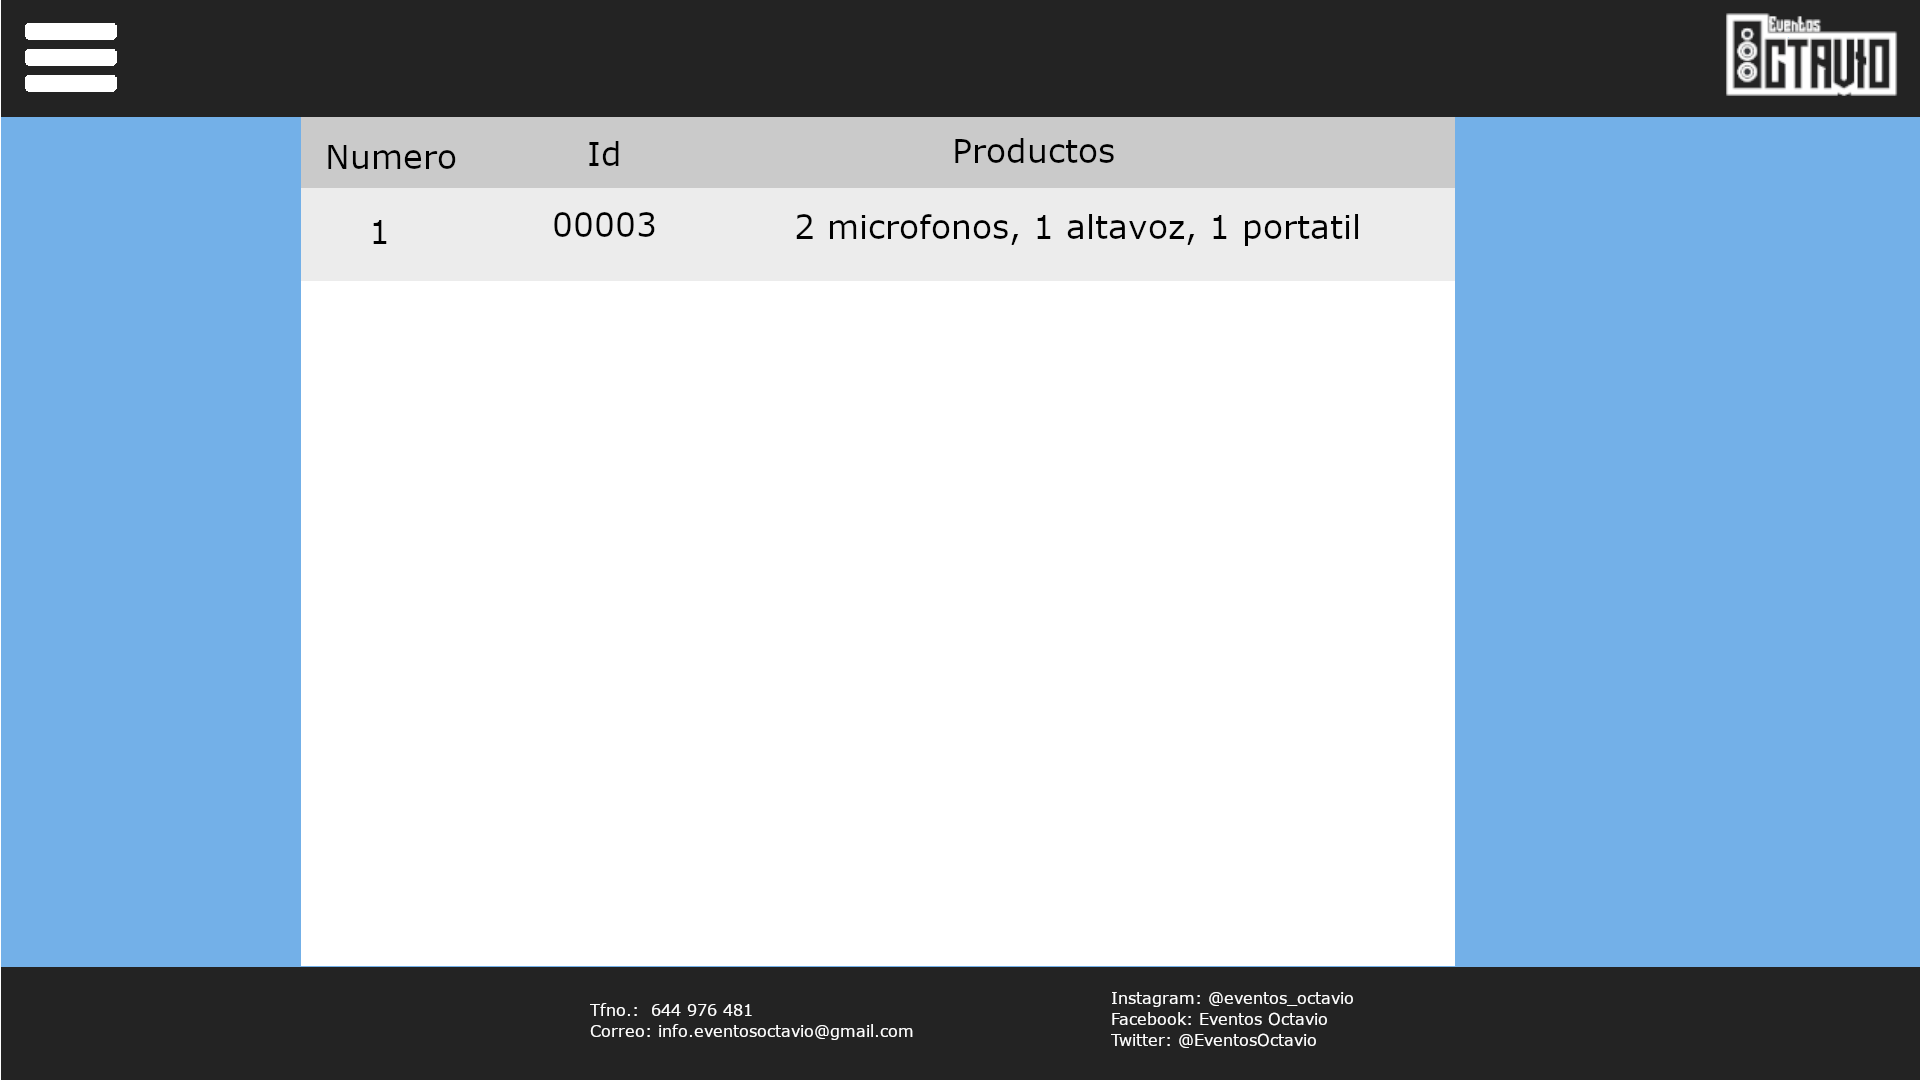 Eventos
OCTAVIO
Numero Id Productos
1 00003 2 microfonos, 1 altavoz, 1 portatil
Tfno.: 644 976 481
Correo: info.eventosoctavio@gmail.com
Instagram: @eventos_octavio
Facebook: Eventos Octavio
Twitter: @EventosOctavio